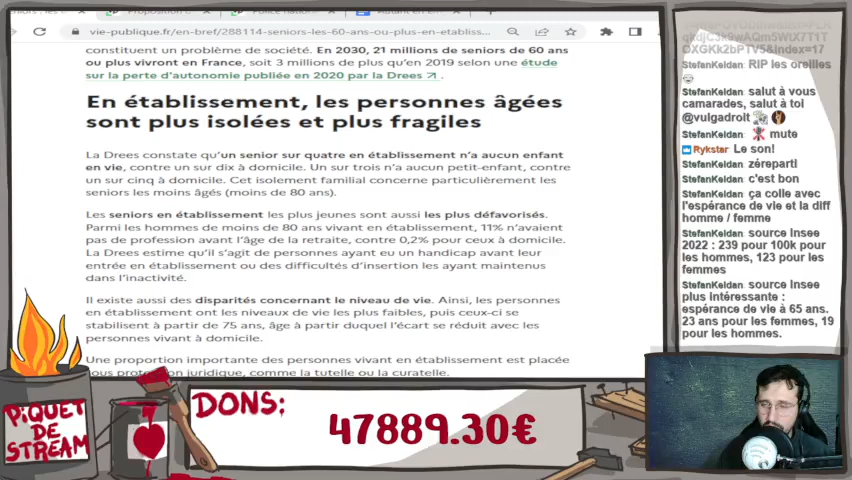 vie-publique.fr/en-bref/288114-seniors-les-60-ans-ou-plus-en-etablis...
constituent un problème de société. En 2030, 21 millions de seniors de 60 ans
ou plus vivront en France, soit 3 millions de plus qu'en 2019 selon une étude
sur la perte d'autonomie publiée en 2020 par la Drees ↗ .
En établissement, les personnes âgées
sont plus isolées et plus fragiles
La Drees constate qu'un senior sur quatre en établissement n'a aucun enfant
en vie, contre un sur dix à domicile. Un sur trois n'a aucun petit-enfant, contre
un sur cinq à domicile. Cet isolement familial concerne particulièrement les
seniors les moins âgés (moins de 80 ans).
Les seniors en établissement les plus jeunes sont aussi les plus défavorisés.
Parmi les hommes de moins de 80 ans vivant en établissement, 11% n'avaient
pas de profession avant l'âge de la retraite, contre 0,2% pour ceux à domicile.
La Drees estime qu'il s'agit de personnes ayant eu un handicap avant leur
entrée en établissement ou des difficultés d'insertion les ayant maintenus
dans l'inactivité.
Il existe aussi des disparités concernant le niveau de vie. Ainsi, les personnes
en établissement ont les niveaux de vie les plus faibles, puis ceux-ci se
stabilisent à partir de 75 ans, âge à partir duquel l'écart se réduit avec les
personnes vivant à domicile.
Une proportion importante des personnes vivant en établissement est placée
sous protection juridique, comme la tutelle ou la curatelle.
StefanKeldan: RIP les oreilles
StefanKeldan: salut à vous
camarades, salut à toi
@vulgadroit
StefanKeldan: mute
Rykstar: Le son!
StefanKeldan: zéreparti
StefanKeldan: c'est bon
StefanKeldan: ça colle avec
l'espérance de vie et la diff
homme / femme
StefanKeldan: source Insee
2022 : 239 pour 100k pour
les hommes, 123 pour les
femmes
StefanKeldan: source Insee
plus intéressante :
espérance de vie à 65 ans.
23 ans pour les femmes, 19
pour les hommes.
PIQUET
DE
STREAM
DONS:
47889.30€